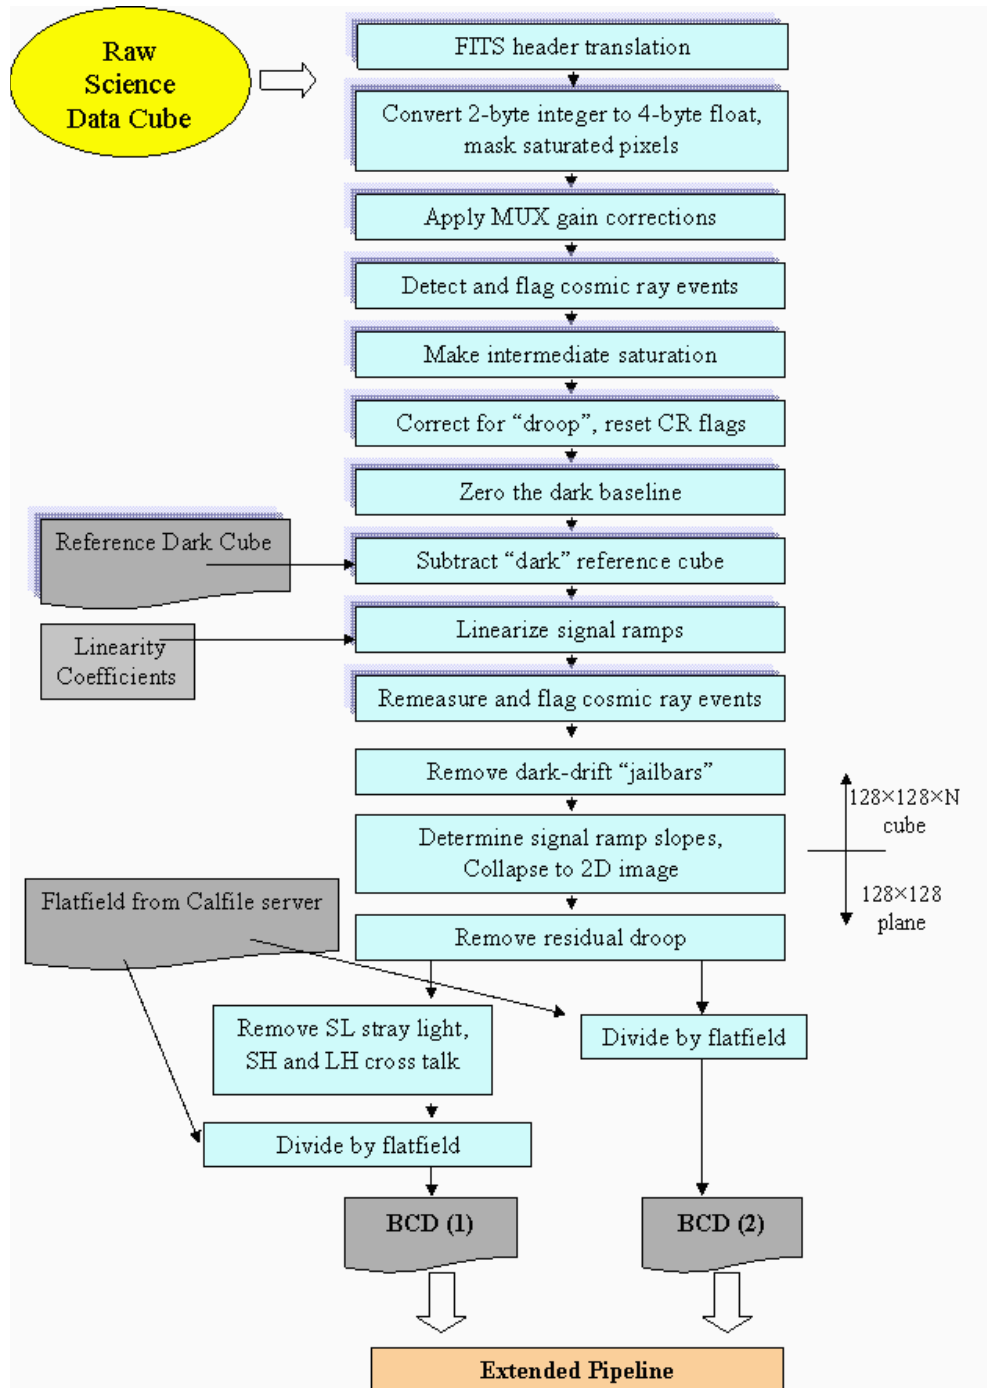 Raw
Science
Data Cube
FITS header translation
Convert 2-byte integer to 4-byte float,
mask saturated pixels
Apply MUX gain corrections
Detect and flag cosmic ray events
Make intermediate saturation
Correct for “droop”, reset CR flags
Zero the dark baseline
Reference Dark Cube
Subtract “dark” reference cube
Linearity
Coefficients
Linearize signal ramps
Remeasure and flag cosmic ray events
Remove dark-drift “jailbars”
128×128×N
cube
Determine signal ramp slopes,
Collapse to 2D image
128×128
plane
Flatfield from Calfile server
Remove residual droop
Remove SL stray light,
SH and LH cross talk
Divide by flatfield
Divide by flatfield
BCD (1)
BCD (2)
Extended Pipeline